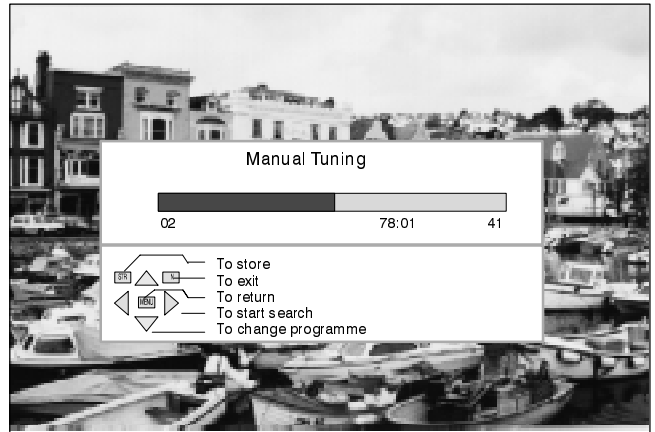 Manual Tuning
02 78:01 41
STR N
To store
To exit
MENU To return
To start search
To change programme